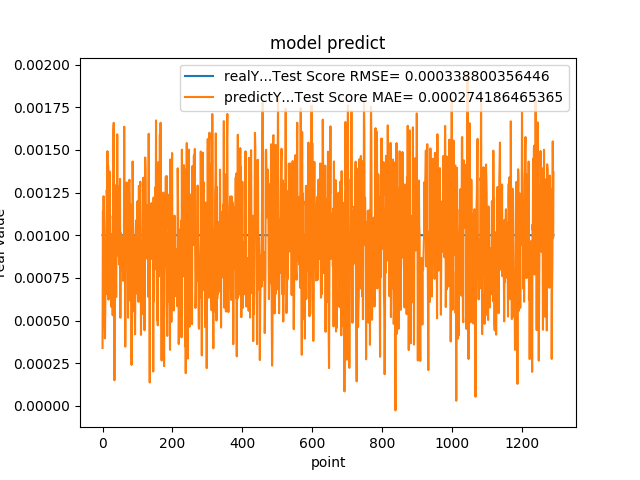 model predict
realY...Test Score RMSE= 0.000338800356446
predictY...Test Score MAE= 0.000274186465365
0.00200
0.00175
0.00150
0.00125
0.00100
0.00075
0.00050
0.00025
0.00000
real value
0 200 400 600 800 1000 1200
point